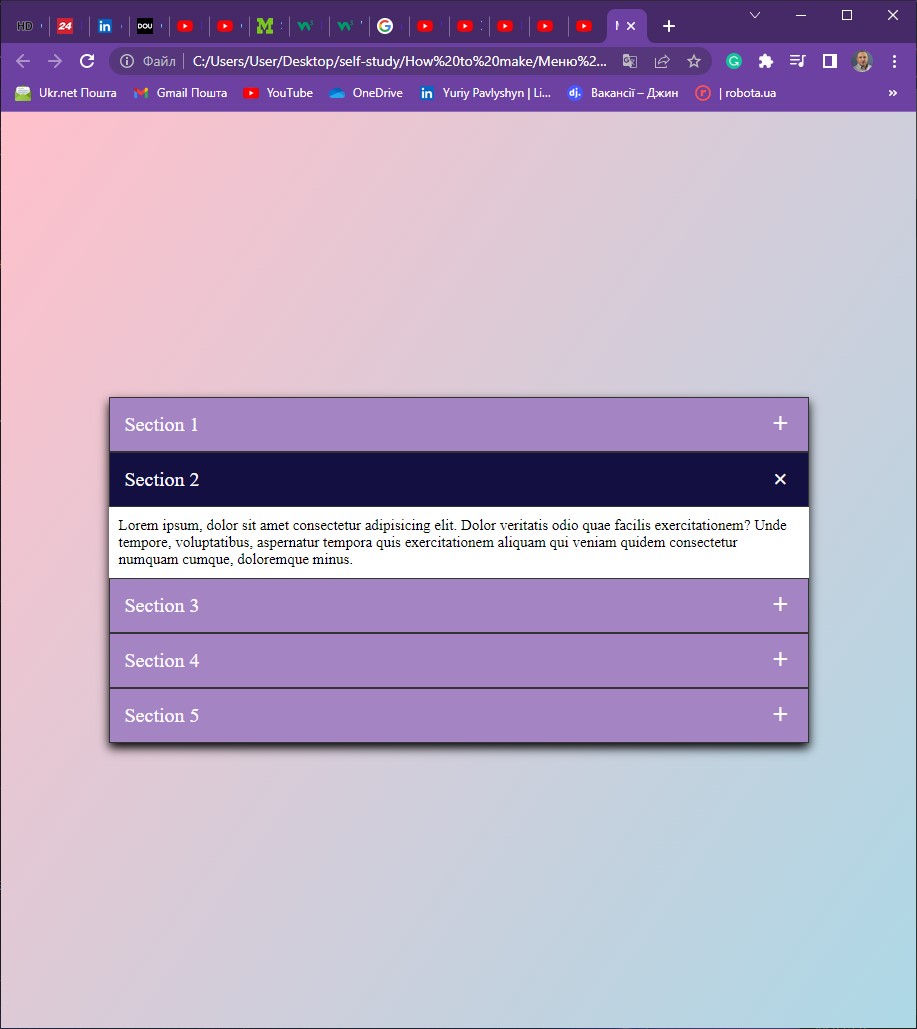 HD
24
in
DOU
Файл
C:/Users/User/Desktop/self-study/How%20to%20make/Меню%2...
Ukr.net Пошта
Gmail Пошта
YouTube
OneDrive
in Yuriy Pavlyshyn | Li...
dj. Вакансії – Джин
r | robota.ua
»
Section 1 +
Section 2 ×
Lorem ipsum, dolor sit amet consectetur adipisicing elit. Dolor veritatis odio quae facilis exercitationem? Unde
tempore, voluptatibus, aspernatur tempora quis exercitationem aliquam qui veniam quidem consectetur
numquam cumque, doloremque minus.
Section 3 +
Section 4 +
Section 5 +